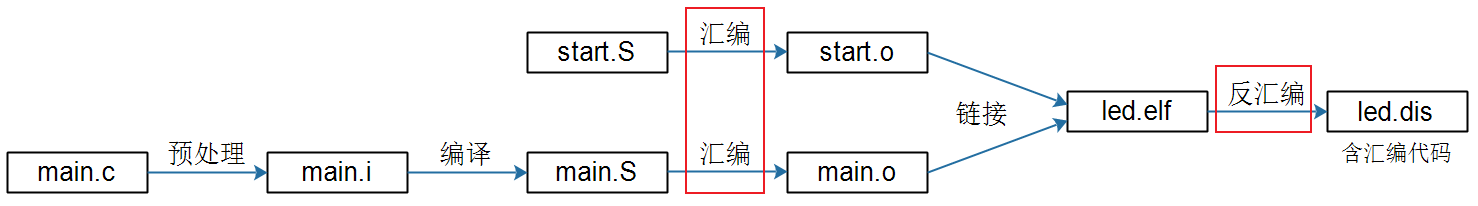 start.S
汇编
start.o
led.elf
反汇编
led.dis
链接
含汇编代码
main.c
预处理
main.i
编译
main.S
汇编
main.o